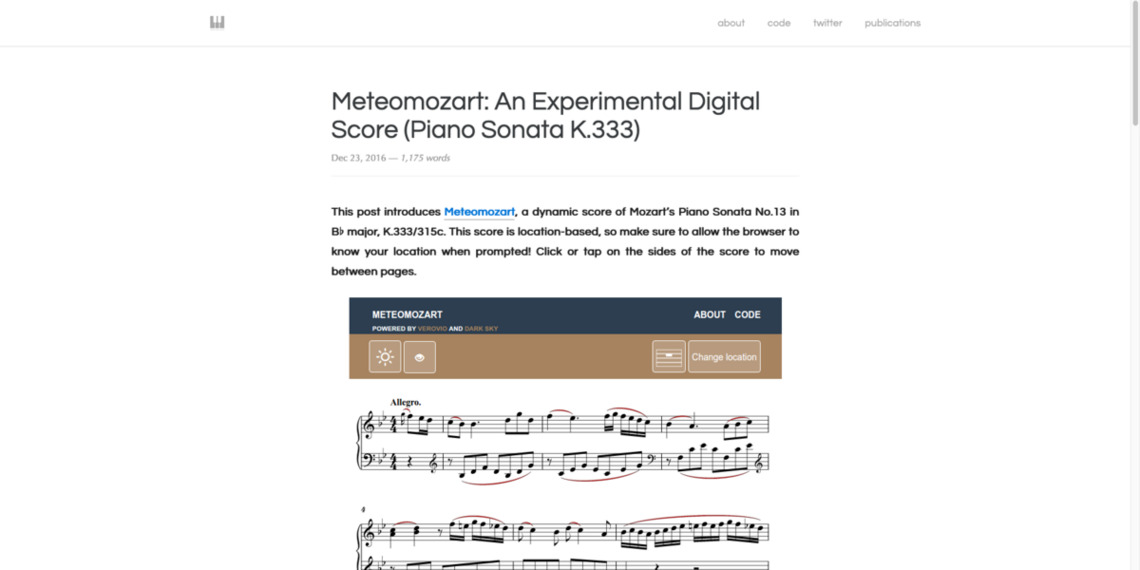 about code twitter publications
Meteomozart: An Experimental Digital
Score (Piano Sonata K.333)
Dec 23, 2016 — 1,175 words
This post introduces Meteomozart, a dynamic score of Mozart's Piano Sonata No.13 in
B♭ major, K.333/315c. This score is location-based, so make sure to allow the browser to
know your location when prompted! Click or tap on the sides of the score to move
between pages.
METEOMOZART ABOUT CODE
POWERED BY VEROVIO AND DARK SKY
Change location
Allegro.
4